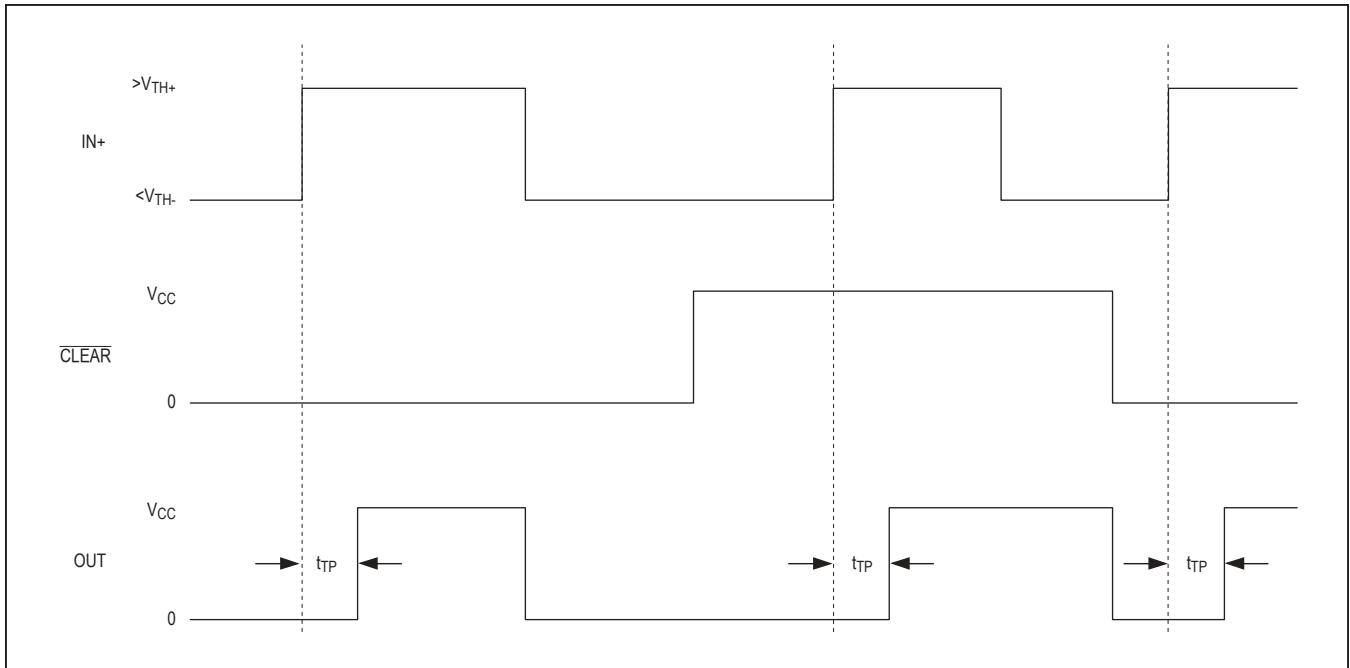 >VTH+
IN+
<VTH-
VCC
CLEAR
0
VCC
OUT
tTP
tTP
tTP
0